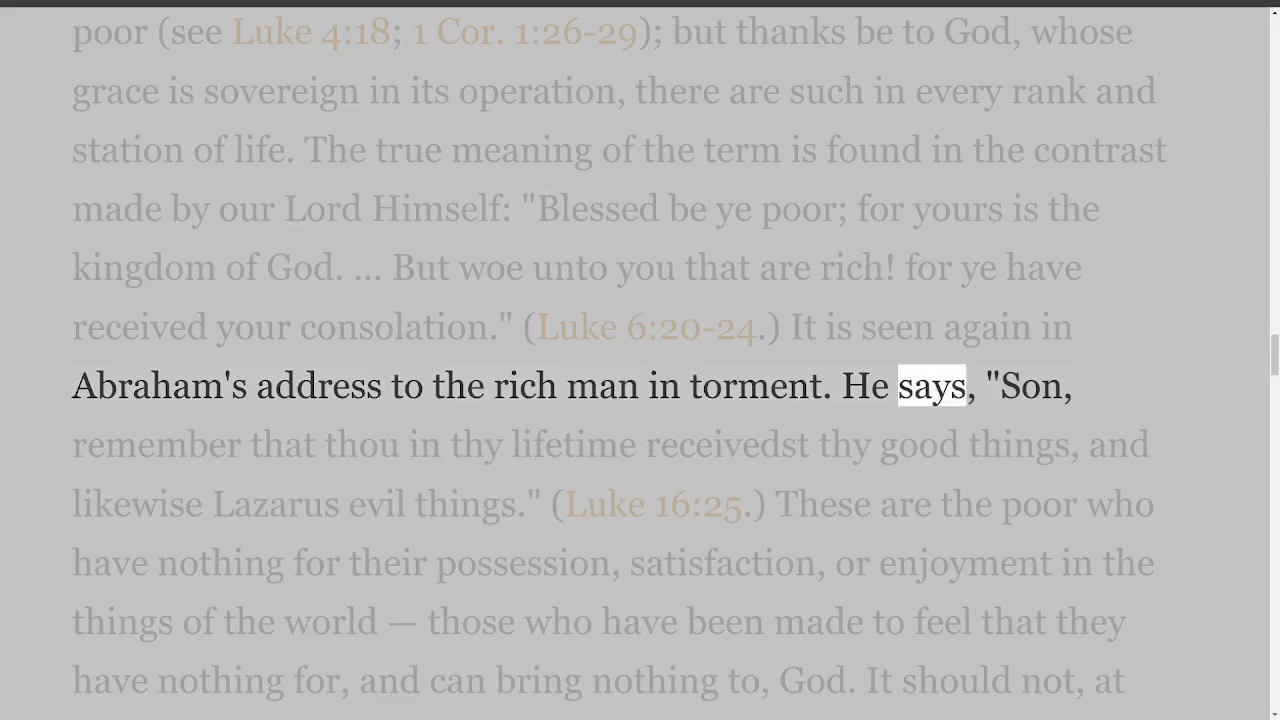 poor (see Luke 4:18; 1 Cor. 1:26-29); but thanks be to God, whose
grace is sovereign in its operation, there are such in every rank and
station of life. The true meaning of the term is found in the contrast
made by our Lord Himself: "Blessed be ye poor; for yours is the
kingdom of God. ... But woe unto you that are rich! for ye have
received your consolation." (Luke 6:20-24.) It is seen again in
Abraham's address to the rich man in torment. He says, "Son,
remember that thou in thy lifetime receivedst thy good things, and
likewise Lazarus evil things." (Luke 16:25.) These are the poor who
have nothing for their possession, satisfaction, or enjoyment in the
things of the world — those who have been made to feel that they
have nothing for, and can bring nothing to, God. It should not, at